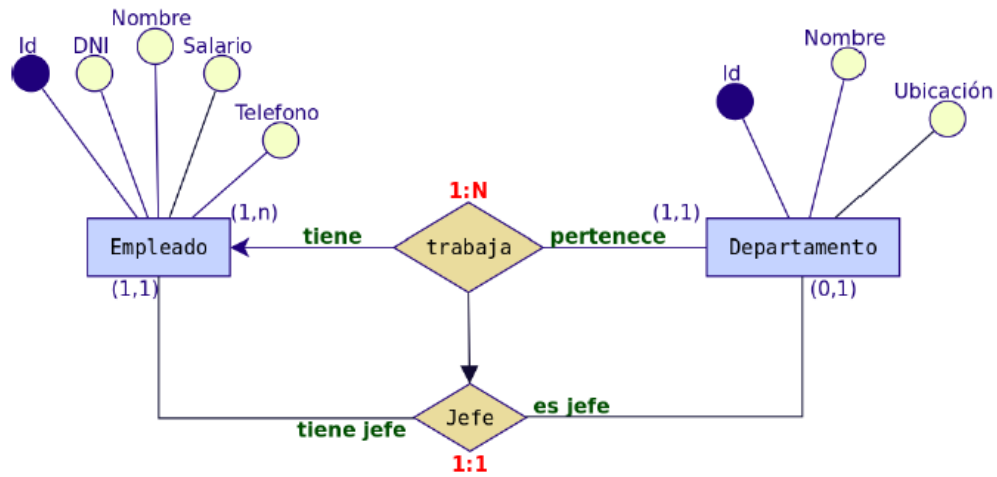 Nombre
Id
DNI
Salario
Telefono
Nombre
Id
Ubicación
1:N
(1,n)
(1,1)
tiene
pertenece
Empleado
trabaja
Departamento
(1,1)
(0,1)
es jefe
Jefe
tiene jefe
1:1